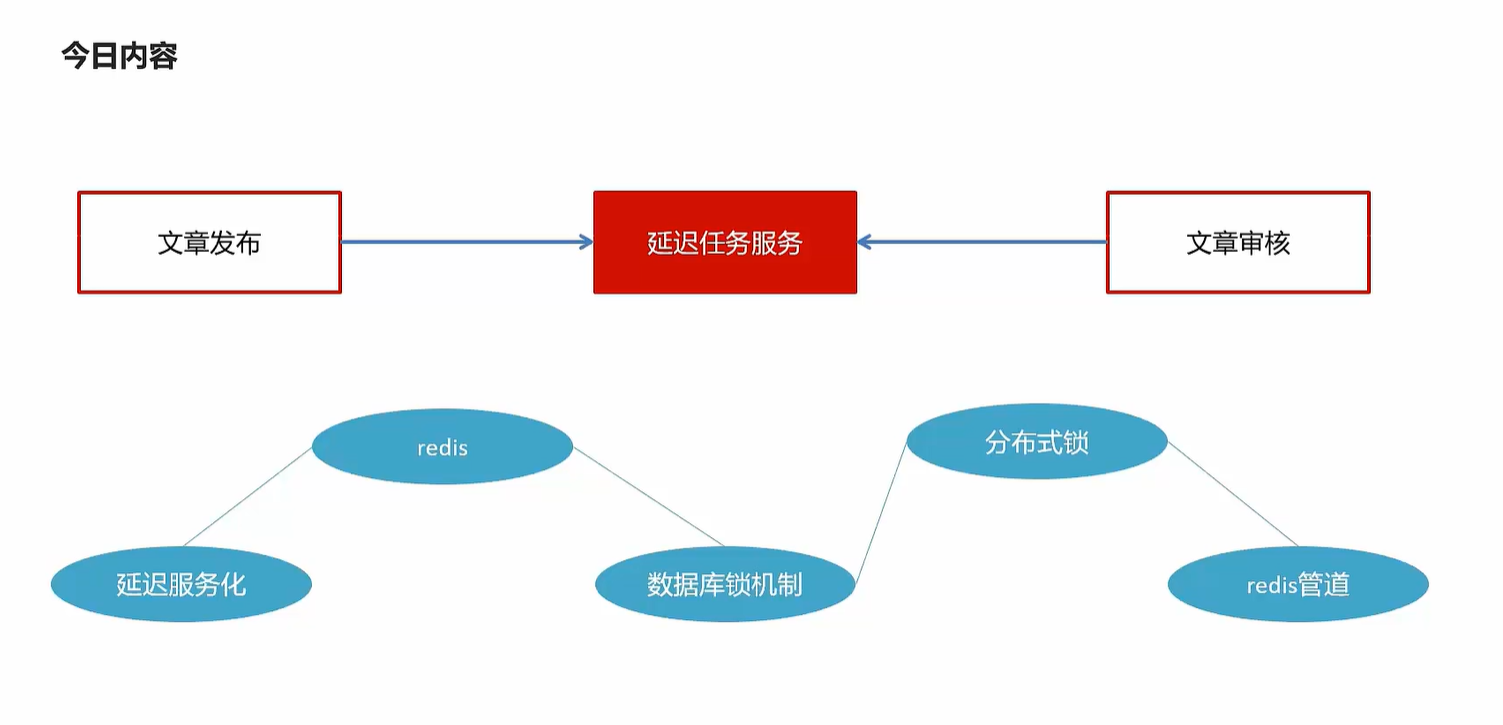 今日内容
文章发布
延迟任务服务
文章审核
redis
分布式锁
延迟服务化
数据库锁机制
redis管道